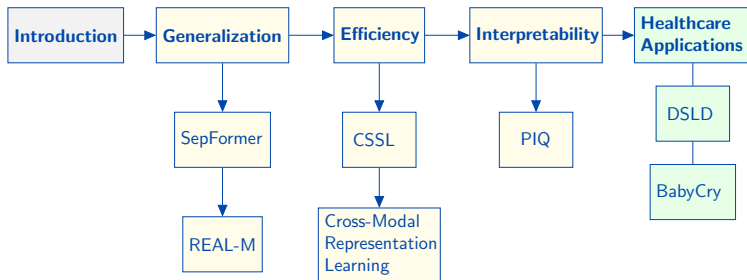 Introduction
Generalization
Efficiency
Interpretability
Healthcare
Applications
SepFormer
CSSL
PIQ
DSLD
REAL-M
Cross-Modal
Representation
Learning
BabyCry